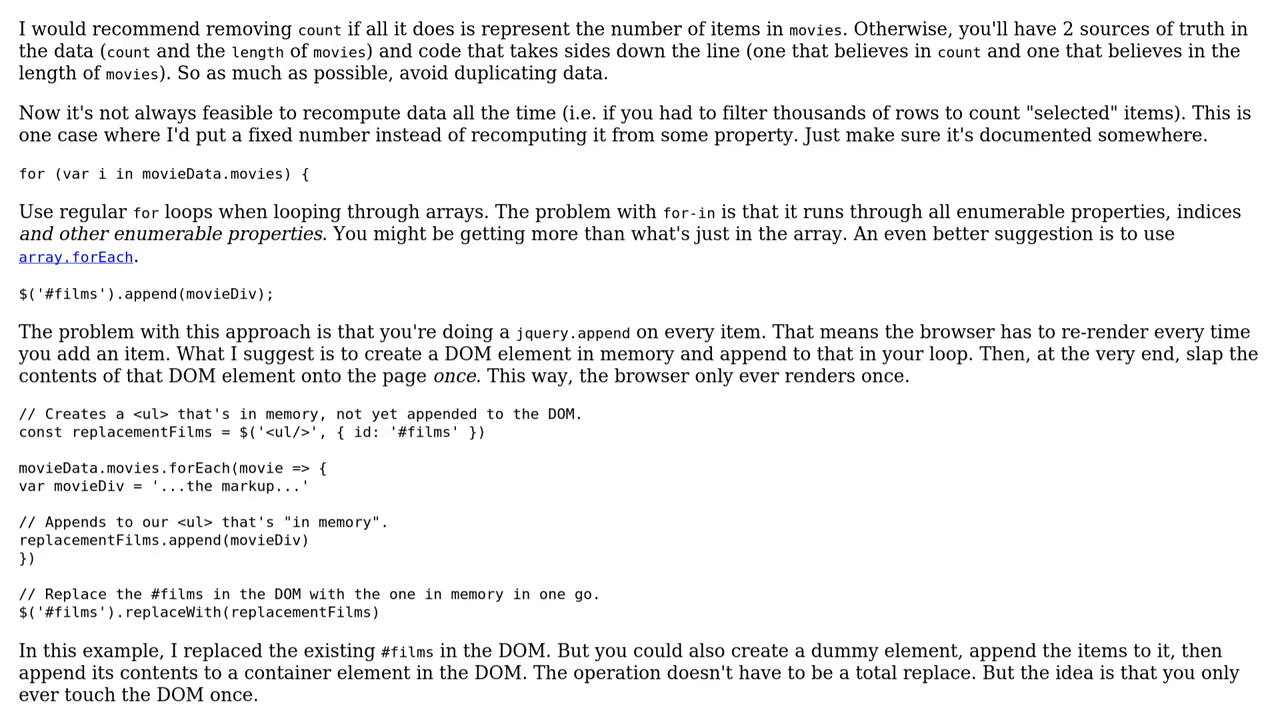 I would recommend removing count if all it does is represent the number of items in movies. Otherwise, you'll have 2 sources of truth in
the data (count and the length of movies) and code that takes sides down the line (one that believes in count and one that believes in the
length of movies). So as much as possible, avoid duplicating data.
Now it's not always feasible to recompute data all the time (i.e. if you had to filter thousands of rows to count "selected" items). This is
one case where I'd put a fixed number instead of recomputing it from some property. Just make sure it's documented somewhere.
for (var i in movieData.movies) {
Use regular for loops when looping through arrays. The problem with for-in is that it runs through all enumerable properties, indices
and other enumerable properties. You might be getting more than what's just in the array. An even better suggestion is to use
array.forEach.
$('#films').append(movieDiv);
The problem with this approach is that you're doing a jquery.append on every item. That means the browser has to re-render every time
you add an item. What I suggest is to create a DOM element in memory and append to that in your loop. Then, at the very end, slap the
contents of that DOM element onto the page once. This way, the browser only ever renders once.
// Creates a <ul> that's in memory, not yet appended to the DOM.
const replacementFilms = $('<ul/>', { id: '#films' })
movieData.movies.forEach(movie => {
var movieDiv = '...the markup...'
// Appends to our <ul> that's "in memory".
replacementFilms.append(movieDiv)
})
// Replace the #films in the DOM with the one in memory in one go.
$('#films').replaceWith(replacementFilms)
In this example, I replaced the existing #films in the DOM. But you could also create a dummy element, append the items to it, then
append its contents to a container element in the DOM. The operation doesn't have to be a total replace. But the idea is that you only
ever touch the DOM once.